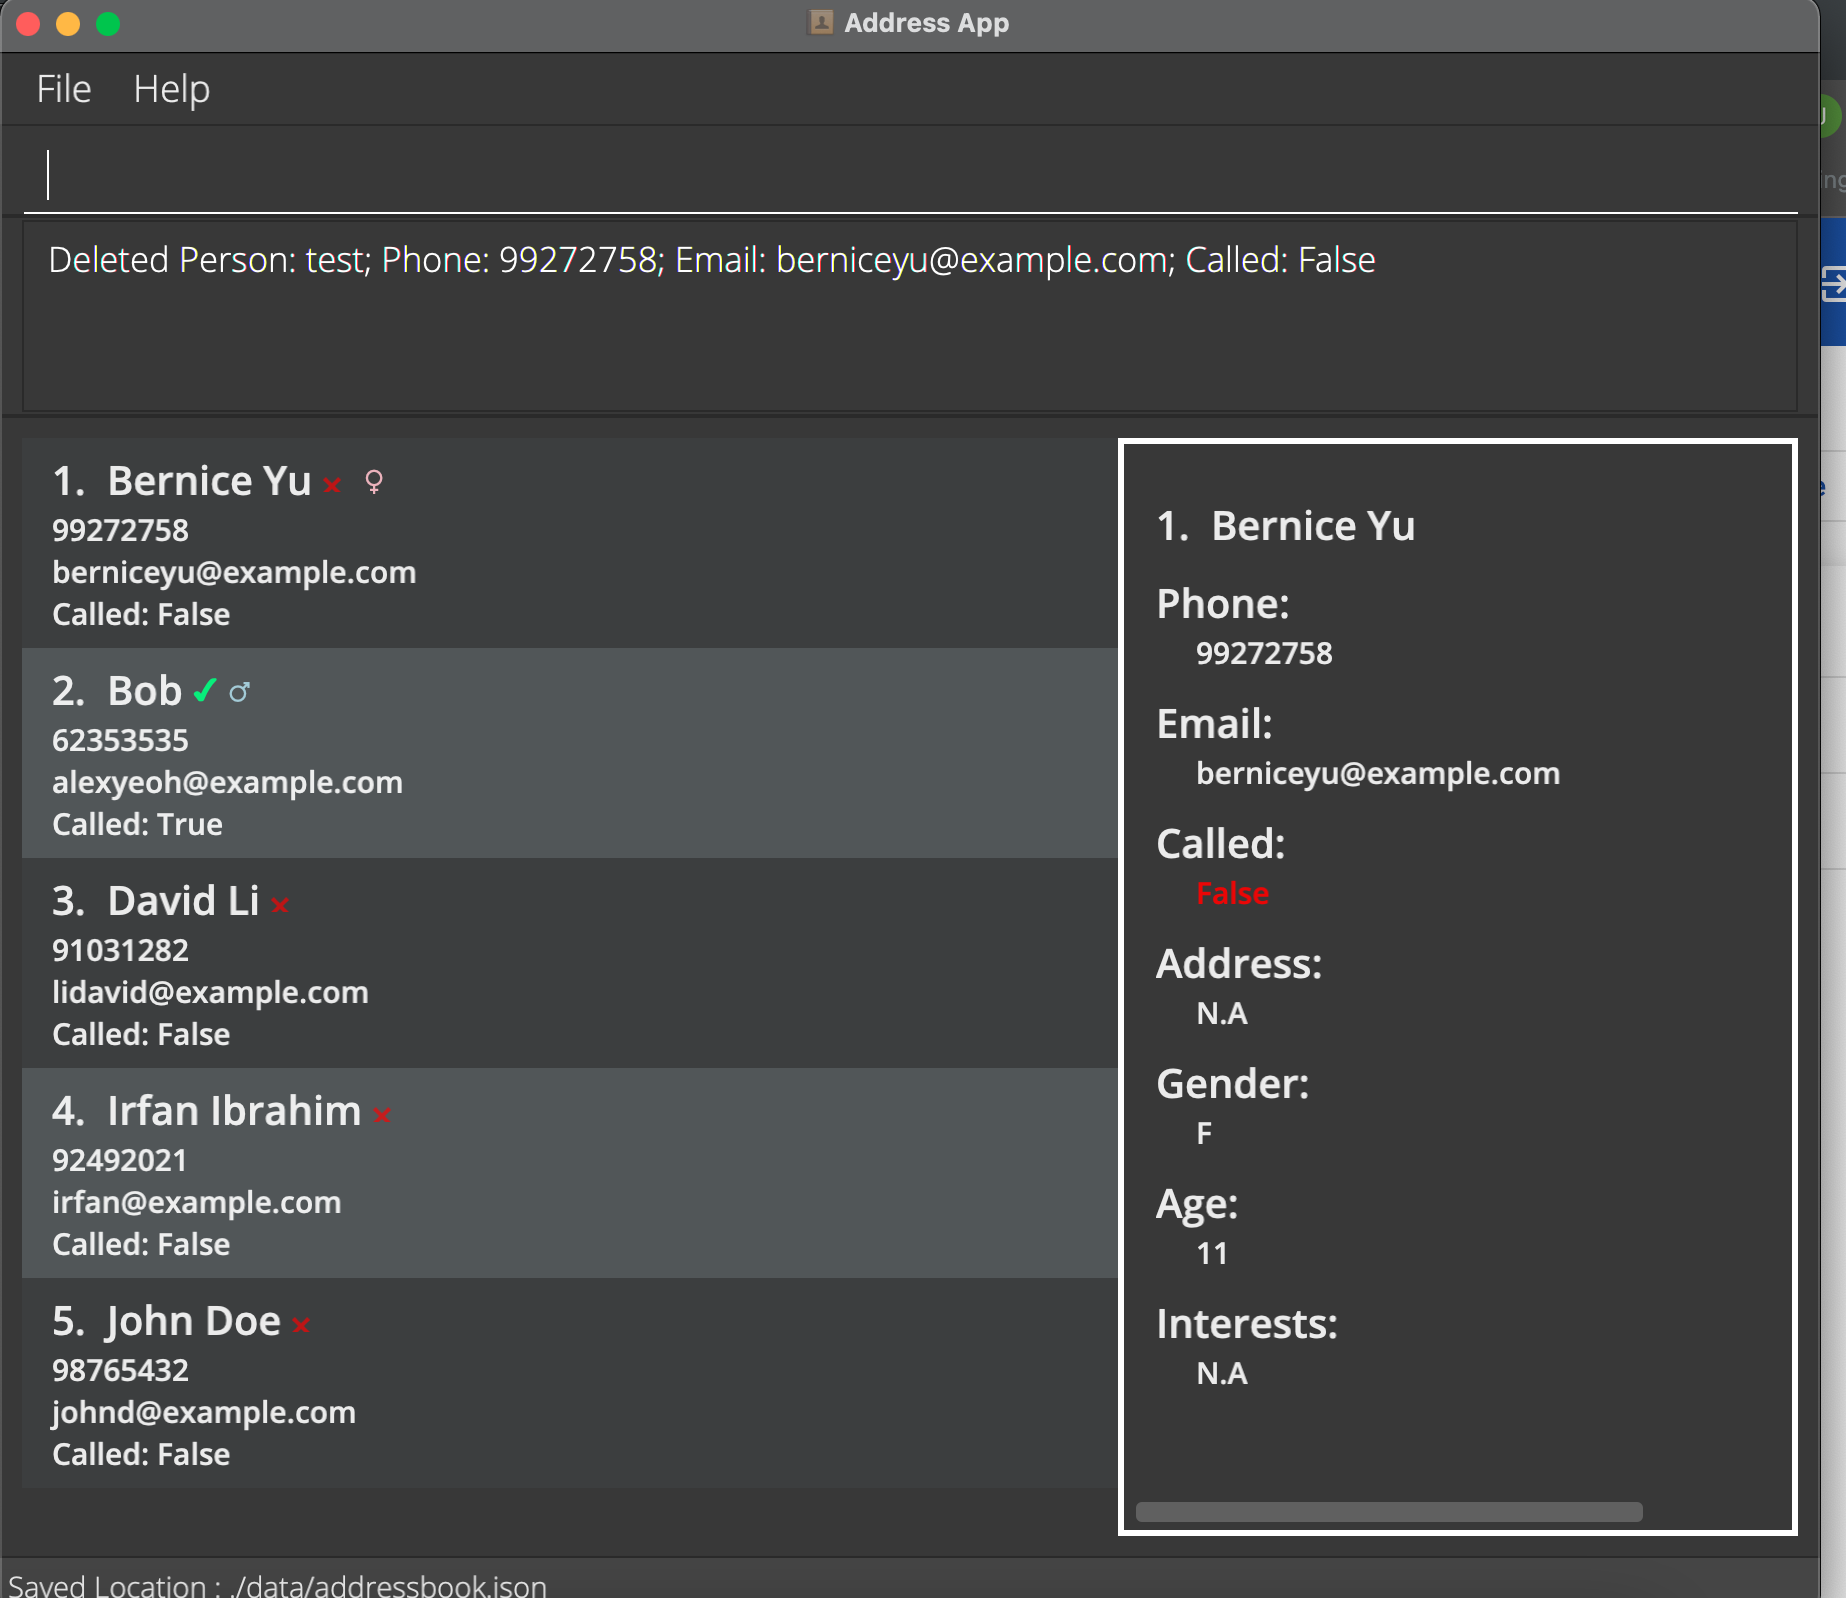 Address App
File Help
Deleted Person: test; Phone: 99272758; Email: berniceyu@example.com; Called: False
1. Bernice Yu × ♀
99272758
berniceyu@example.com
Called: False
2. Bob ✓ ♂
62353535
alexyeoh@example.com
Called: True
3. David Li ×
91031282
lidavid@example.com
Called: False
4. Irfan Ibrahim ×
92492021
irfan@example.com
Called: False
5. John Doe ×
98765432
johnd@example.com
Called: False
1. Bernice Yu
Phone:
99272758
Email:
berniceyu@example.com
Called:
False
Address:
N.A
Gender:
F
Age:
11
Interests:
N.A
Saved Location : ./data/addressbook.json